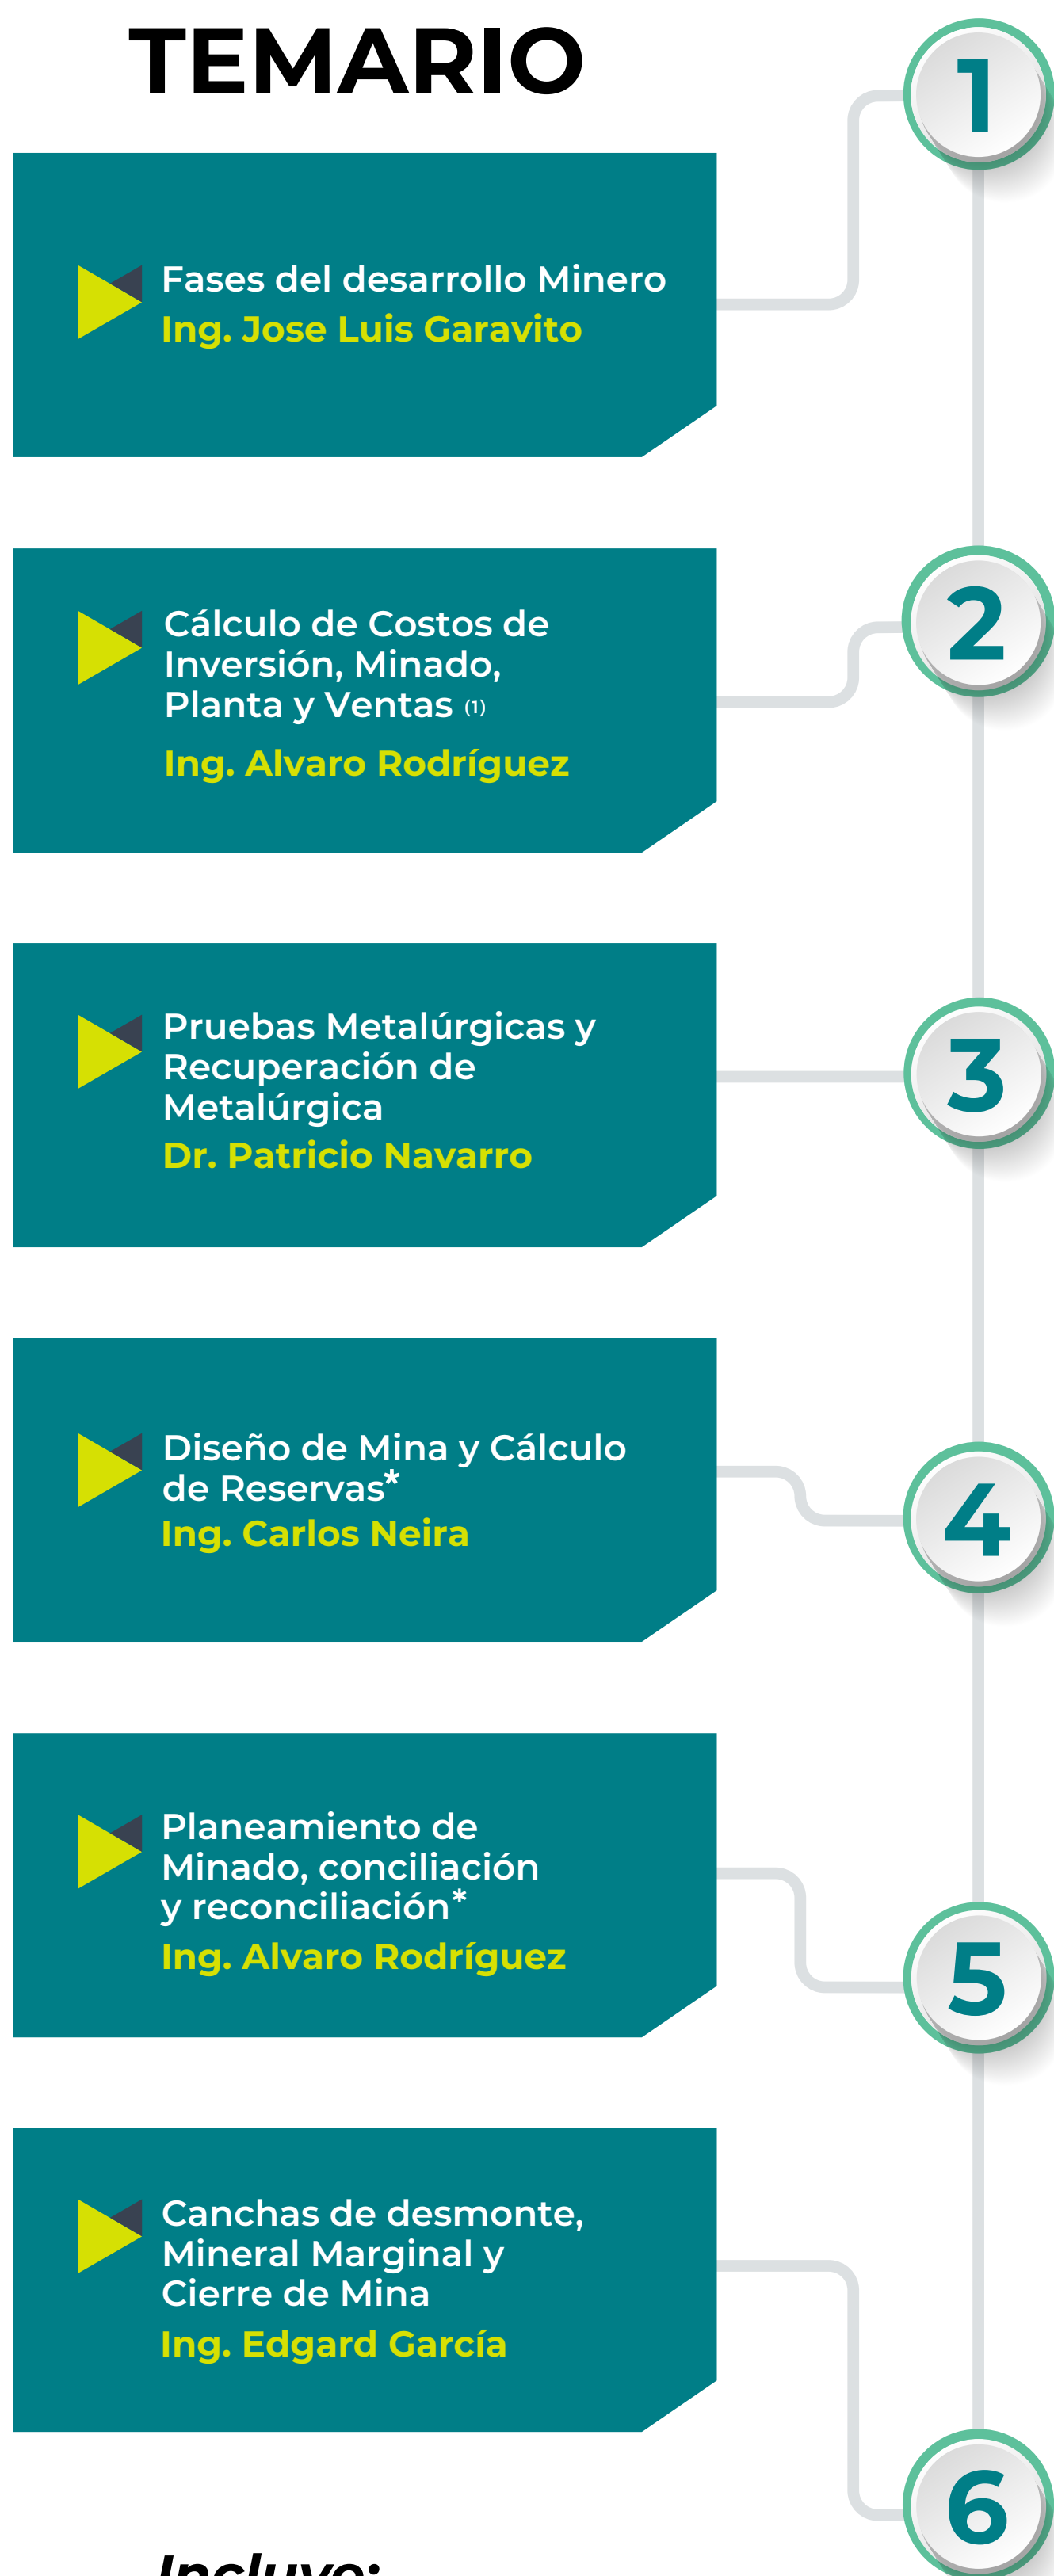 TEMARIO
1
Fases del desarrollo Minero
Ing. Jose Luis Garavito
2
Cálculo de Costos de
Inversión, Minado,
Planta y Ventas (1)
Ing. Alvaro Rodríguez
3
Pruebas Metalúrgicas y
Recuperación de
Metalúrgica
Dr. Patricio Navarro
4
Diseño de Mina y Cálculo
de Reservas*
Ing. Carlos Neira
5
Planeamiento de
Minado, conciliación
y reconciliación*
Ing. Alvaro Rodríguez
6
Canchas de desmonte,
Mineral Marginal y
Cierre de Mina
Ing. Edgard García
Incluye: